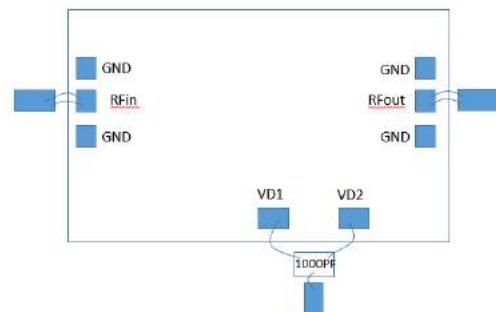 GND GND
RFin RFout
GND GND
VD1 VD2
1000PF